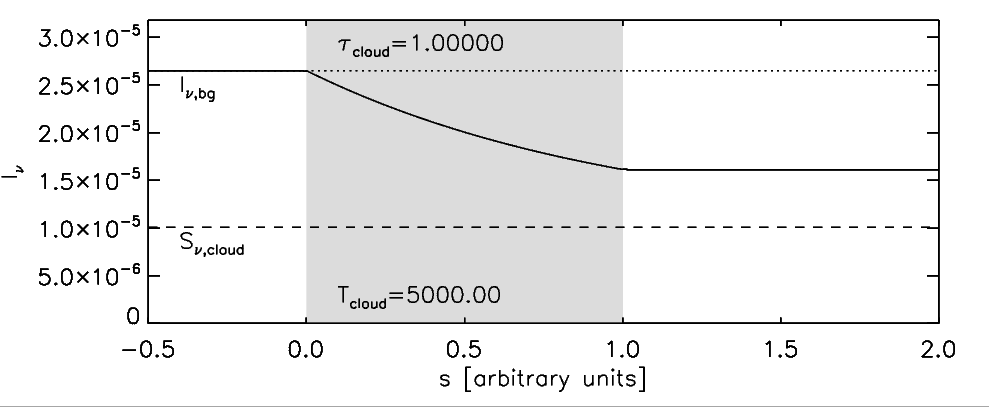 3.0×10⁻⁵
τcloud=1.00000
2.5×10⁻⁵
Iν,bg
2.0×10⁻⁵
Iν
1.5×10⁻⁵
1.0×10⁻⁵
Sν,cloud
5.0×10⁻⁶
Tcloud=5000.00
0
−0.5 0.0 0.5 1.0 1.5 2.0
s [arbitrary units]